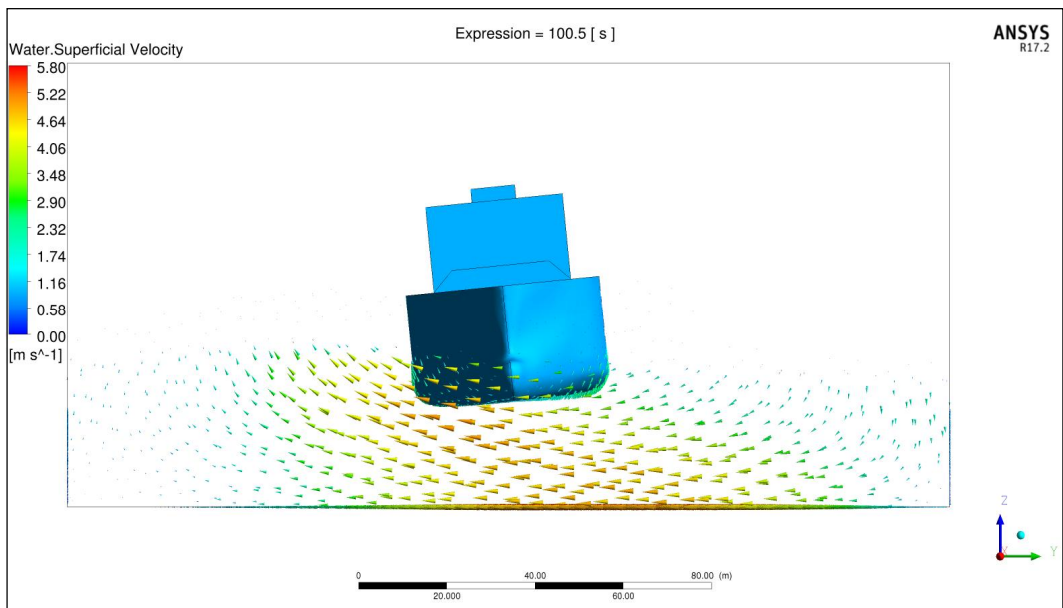 Expression = 100.5 [ s ]
ANSYS
R17.2
Water.Superficial Velocity
5.80
5.22
4.64
4.06
3.48
2.90
2.32
1.74
1.16
0.58
0.00
[m s^-1]
Z
Y
X
0 40.00 80.00 (m)
20.000 60.00